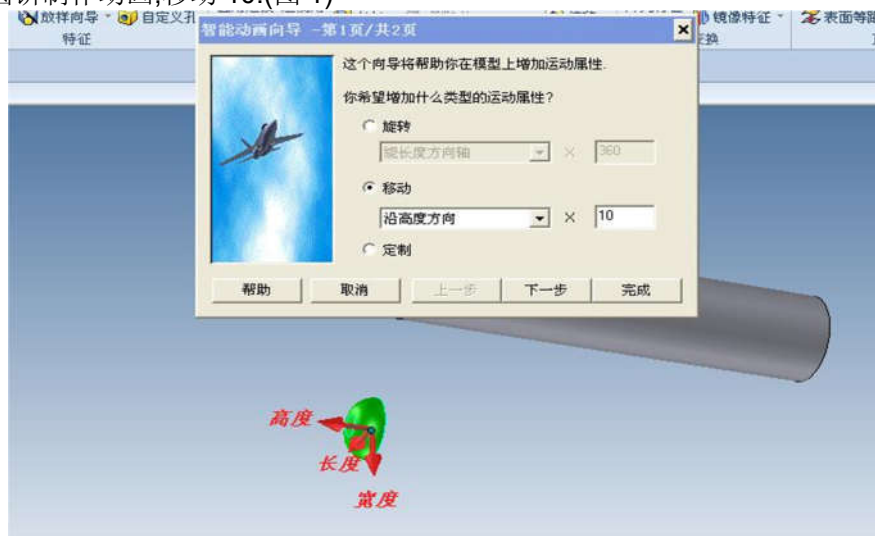 移动
放样向导
自定义孔
镜像特征
表面等距
特征
变换
智能动画向导 -第1页/共2页
这个向导将帮助你在模型上增加运动属性.
你希望增加什么类型的运动属性?
旋转
绕长度方向轴 × 360
移动
沿高度方向 × 10
定制
帮助 取消 上一步 下一步 完成
高度
长度
宽度